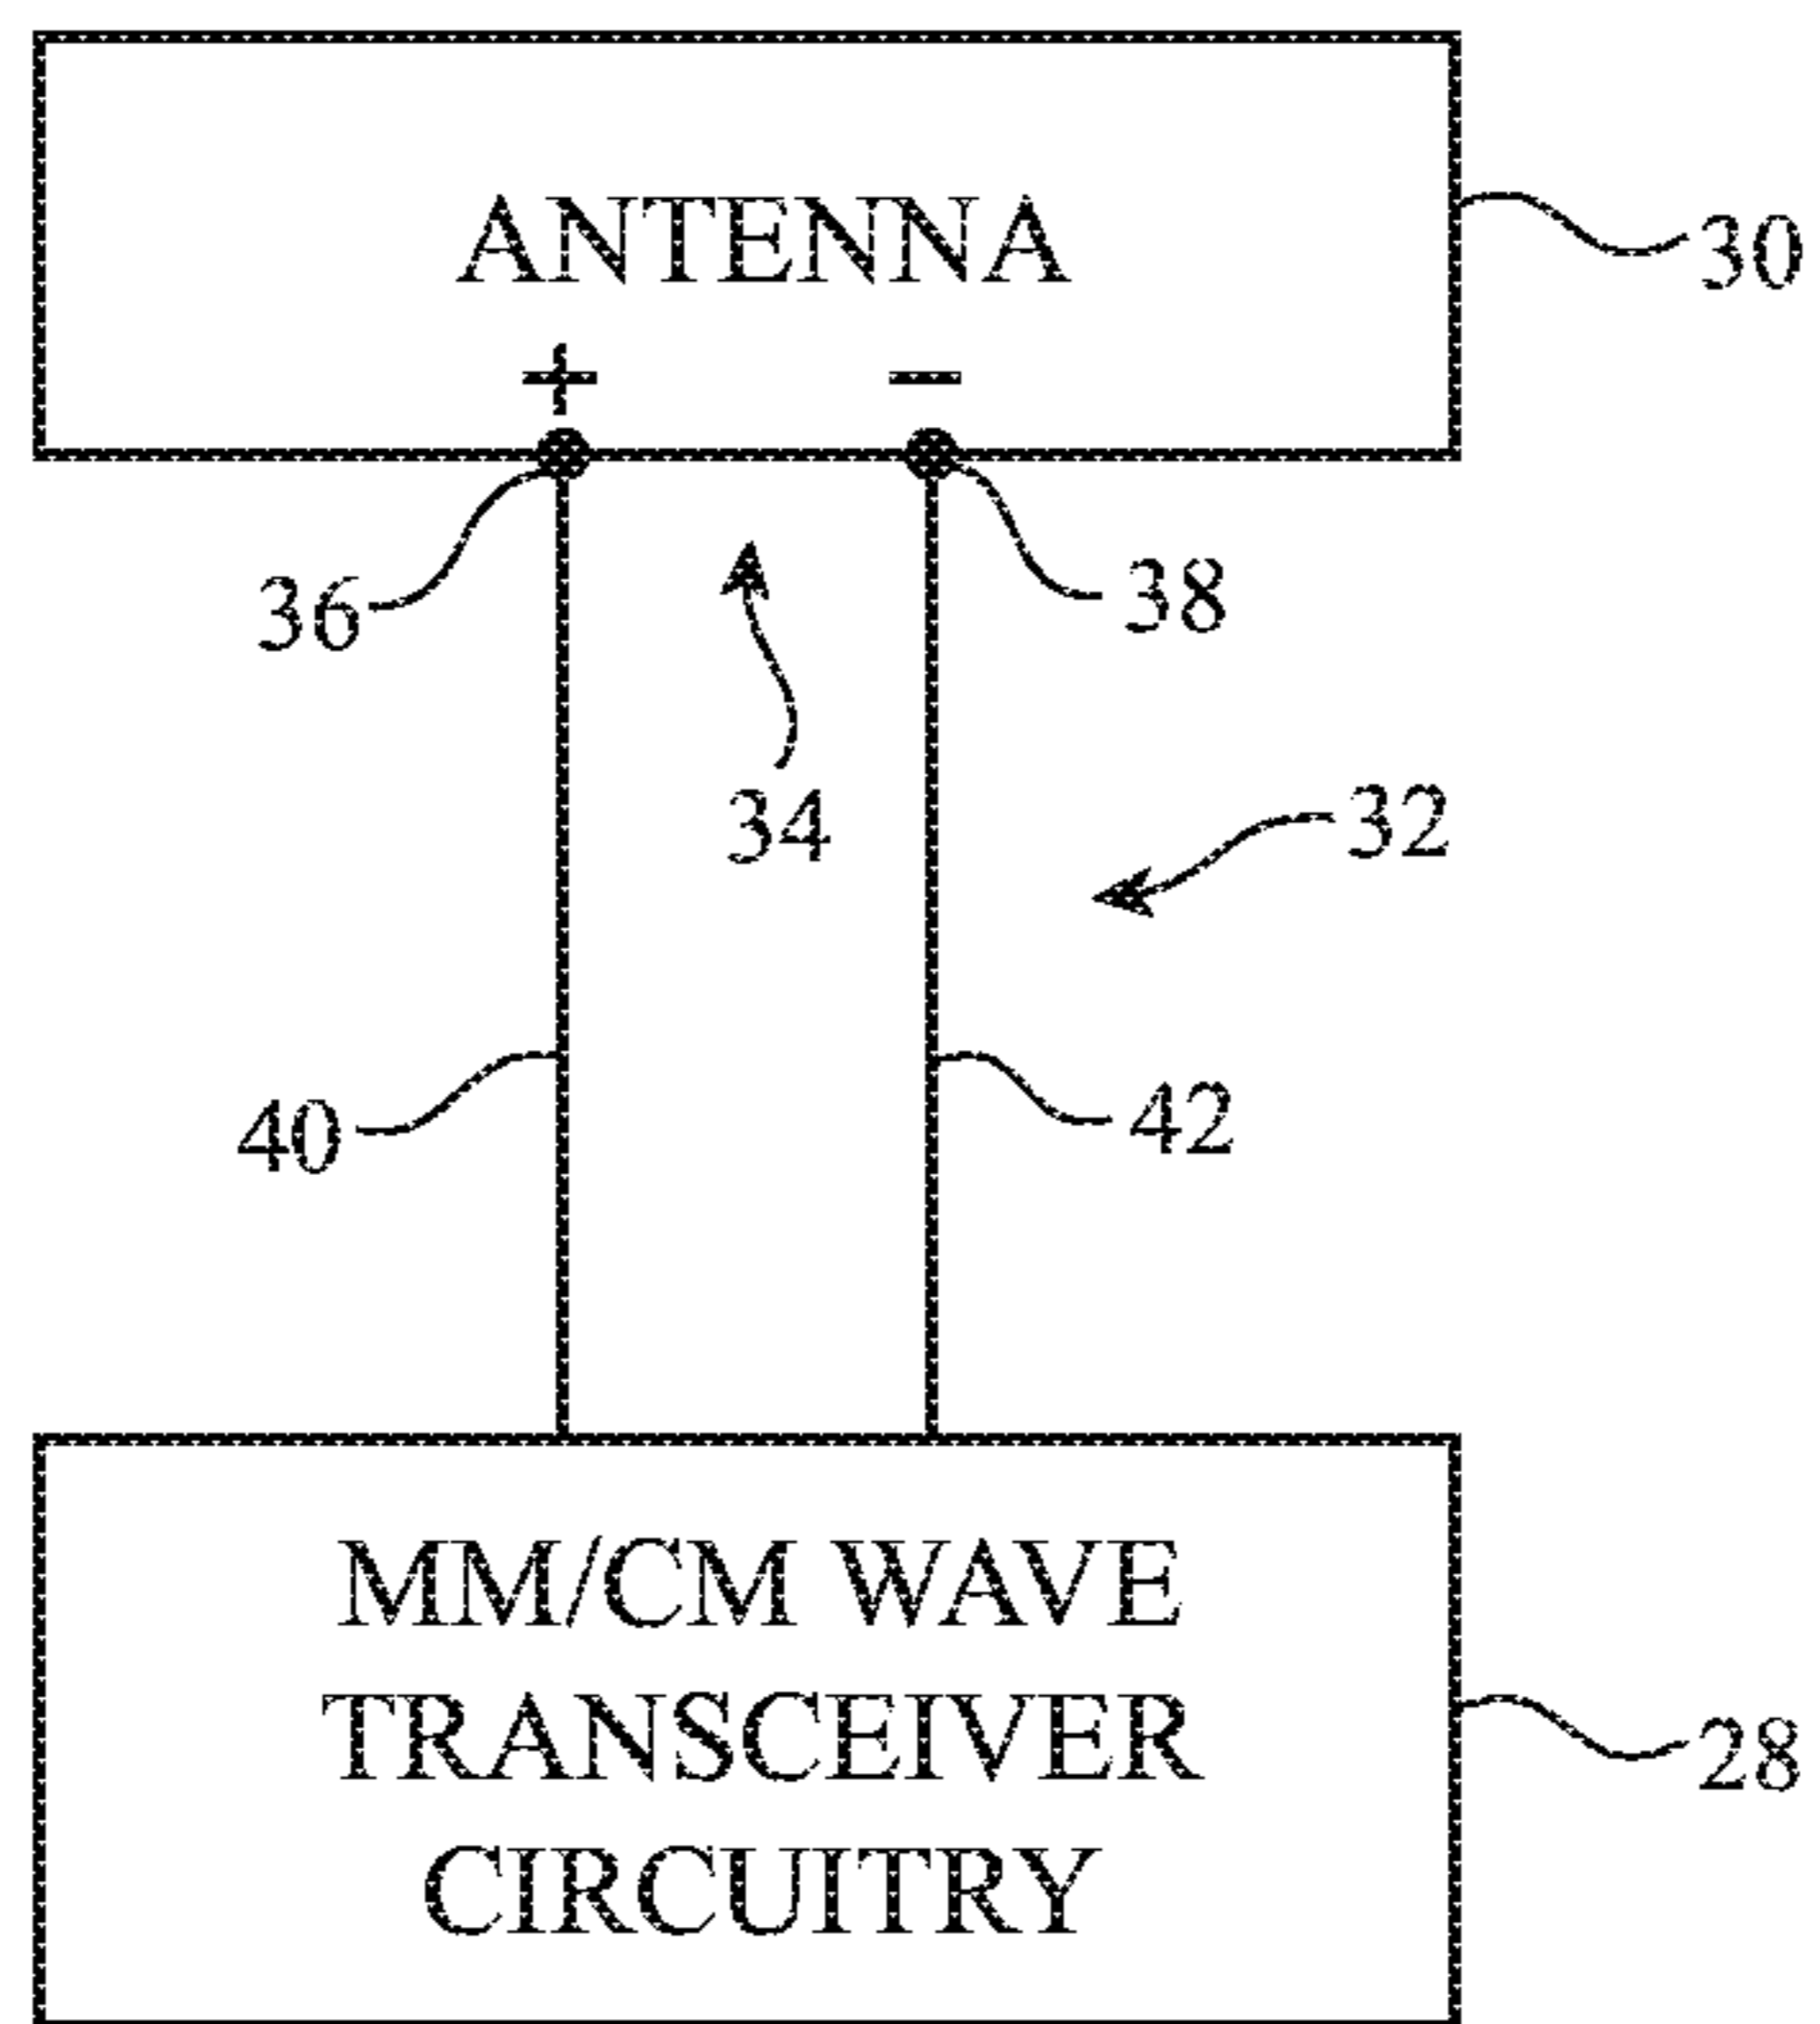 ANTENNA
30
+ −
36
38
34
32
40
42
MM/CM WAVE
TRANSCEIVER
28
CIRCUITRY